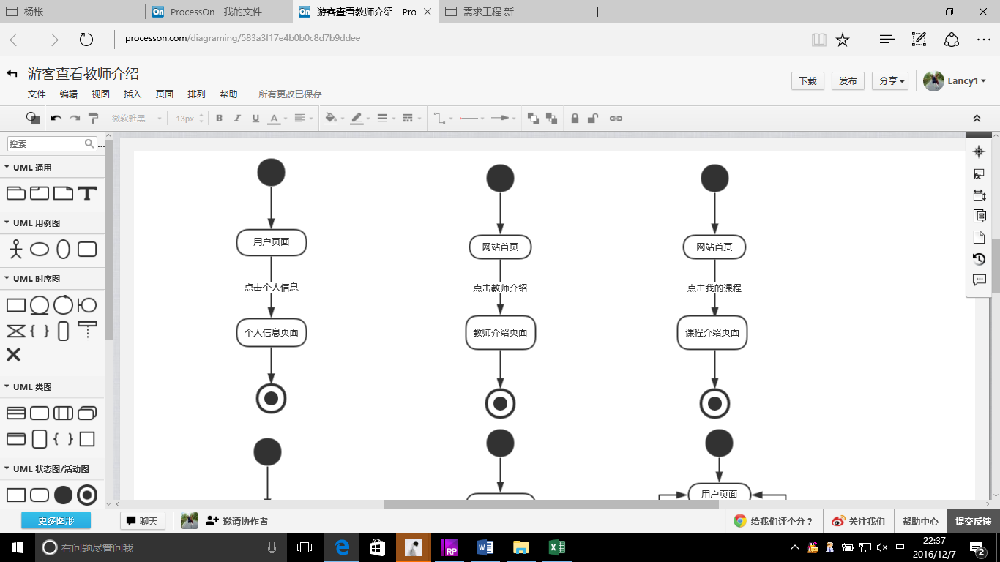 杨枨
On ProcessOn - 我的文件
On 游客查看教师介绍 - Pro
需求工程 新
processon.com/diagraming/583a3f17e4b0b0c8d7b9ddee
游客查看教师介绍
下载 发布 分享 Lancy1
文件 编辑 视图 插入 页面 排列 帮助 所有更改已保存
微软雅黑 13px B I U A
搜索 ...
UML 通用
T
UML 用例图
UML 时序图
{ }
UML 类图
{ }
UML 状态图/活动图
更多图形
用户页面
点击个人信息
个人信息页面
网站首页
点击教师介绍
教师介绍页面
网站首页
点击我的课程
课程介绍页面
用户页面
聊天 邀请协作者
给我们评个分？ 关注我们 帮助中心 提交反馈
有问题尽管问我
RP
中
22:37
2016/12/7
2